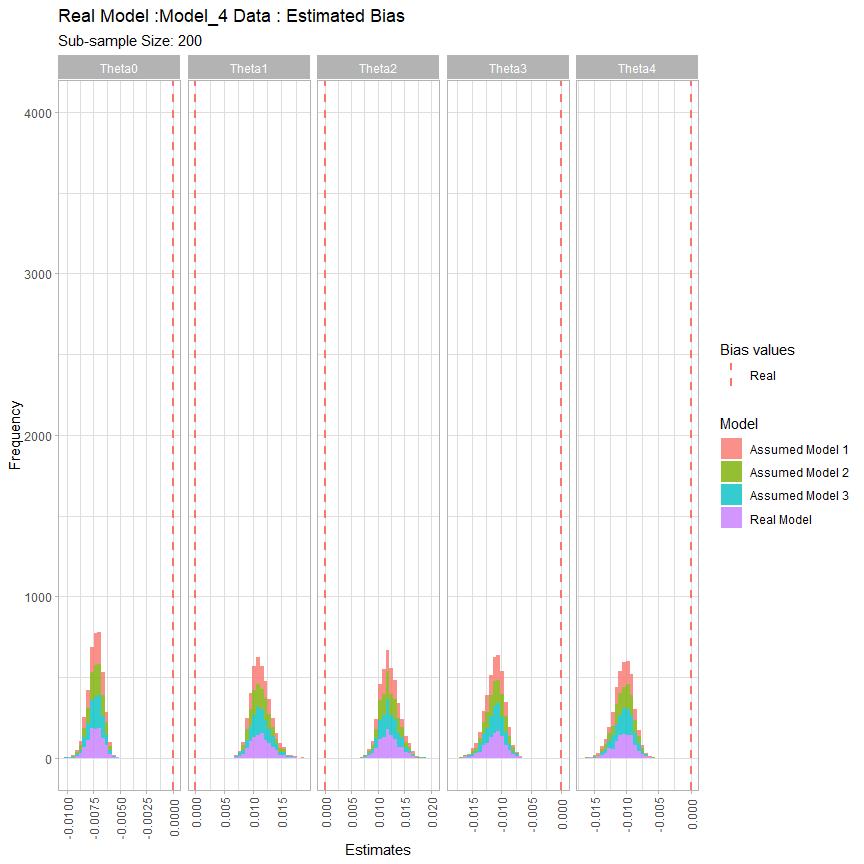 Real Model :Model_4 Data : Estimated Bias
Sub-sample Size: 200
Theta0 Theta1 Theta2 Theta3 Theta4
4000
3000
2000
1000
0
Frequency
-0.0100 -0.0075 -0.0050 -0.0025 0.0000
0.000 0.005 0.010 0.015
0.000 0.005 0.010 0.015 0.020
-0.015 -0.010 -0.005 0.000
-0.015 -0.010 -0.005 0.000
Estimates
Bias values
Real
Model
Assumed Model 1
Assumed Model 2
Assumed Model 3
Real Model